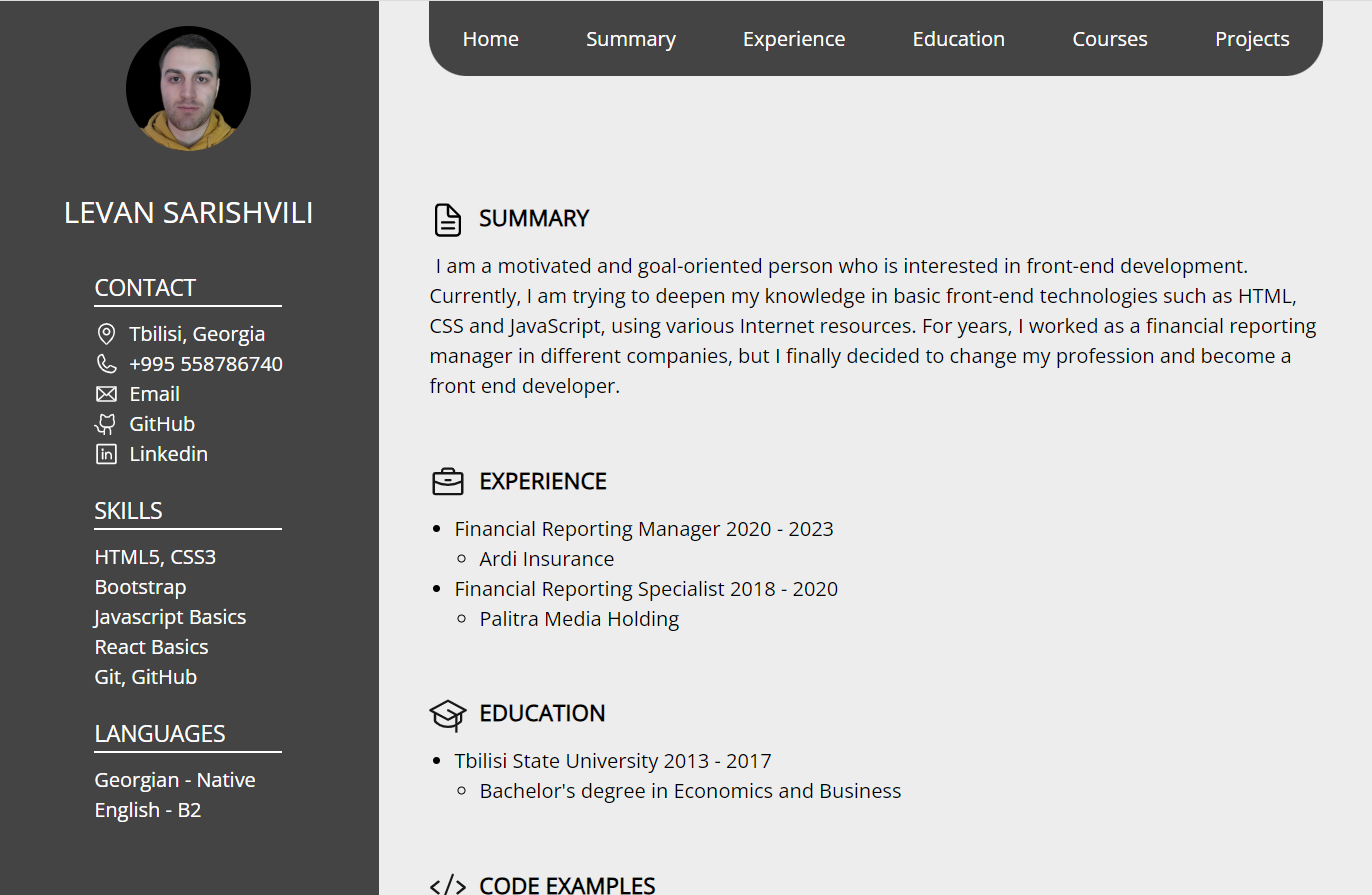 Home Summary Experience Education Courses Projects
LEVAN SARISHVILI
CONTACT
Tbilisi, Georgia
+995 558786740
Email
GitHub
Linkedin
SKILLS
HTML5, CSS3
Bootstrap
Javascript Basics
React Basics
Git, GitHub
LANGUAGES
Georgian - Native
English - B2
SUMMARY
I am a motivated and goal-oriented person who is interested in front-end development.
Currently, I am trying to deepen my knowledge in basic front-end technologies such as HTML,
CSS and JavaScript, using various Internet resources. For years, I worked as a financial reporting
manager in different companies, but I finally decided to change my profession and become a
front end developer.
EXPERIENCE
Financial Reporting Manager 2020 - 2023
Ardi Insurance
Financial Reporting Specialist 2018 - 2020
Palitra Media Holding
EDUCATION
Tbilisi State University 2013 - 2017
Bachelor's degree in Economics and Business
CODE EXAMPLES